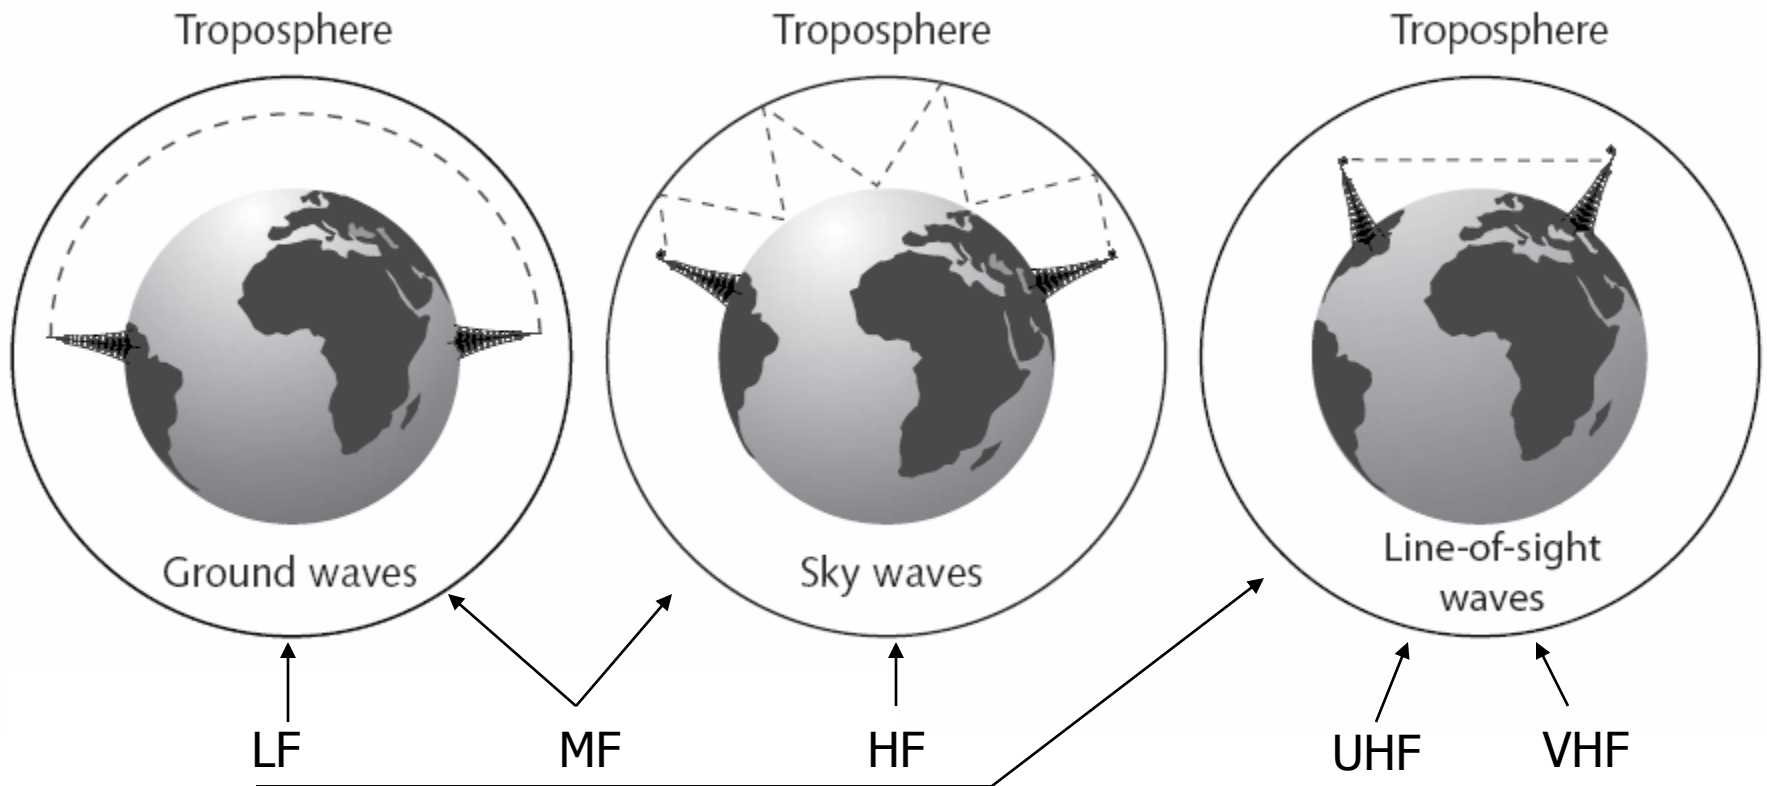 Troposphere
Troposphere
Troposphere
Ground waves
Sky waves
Line-of-sight
waves
LF
MF
HF
UHF
VHF